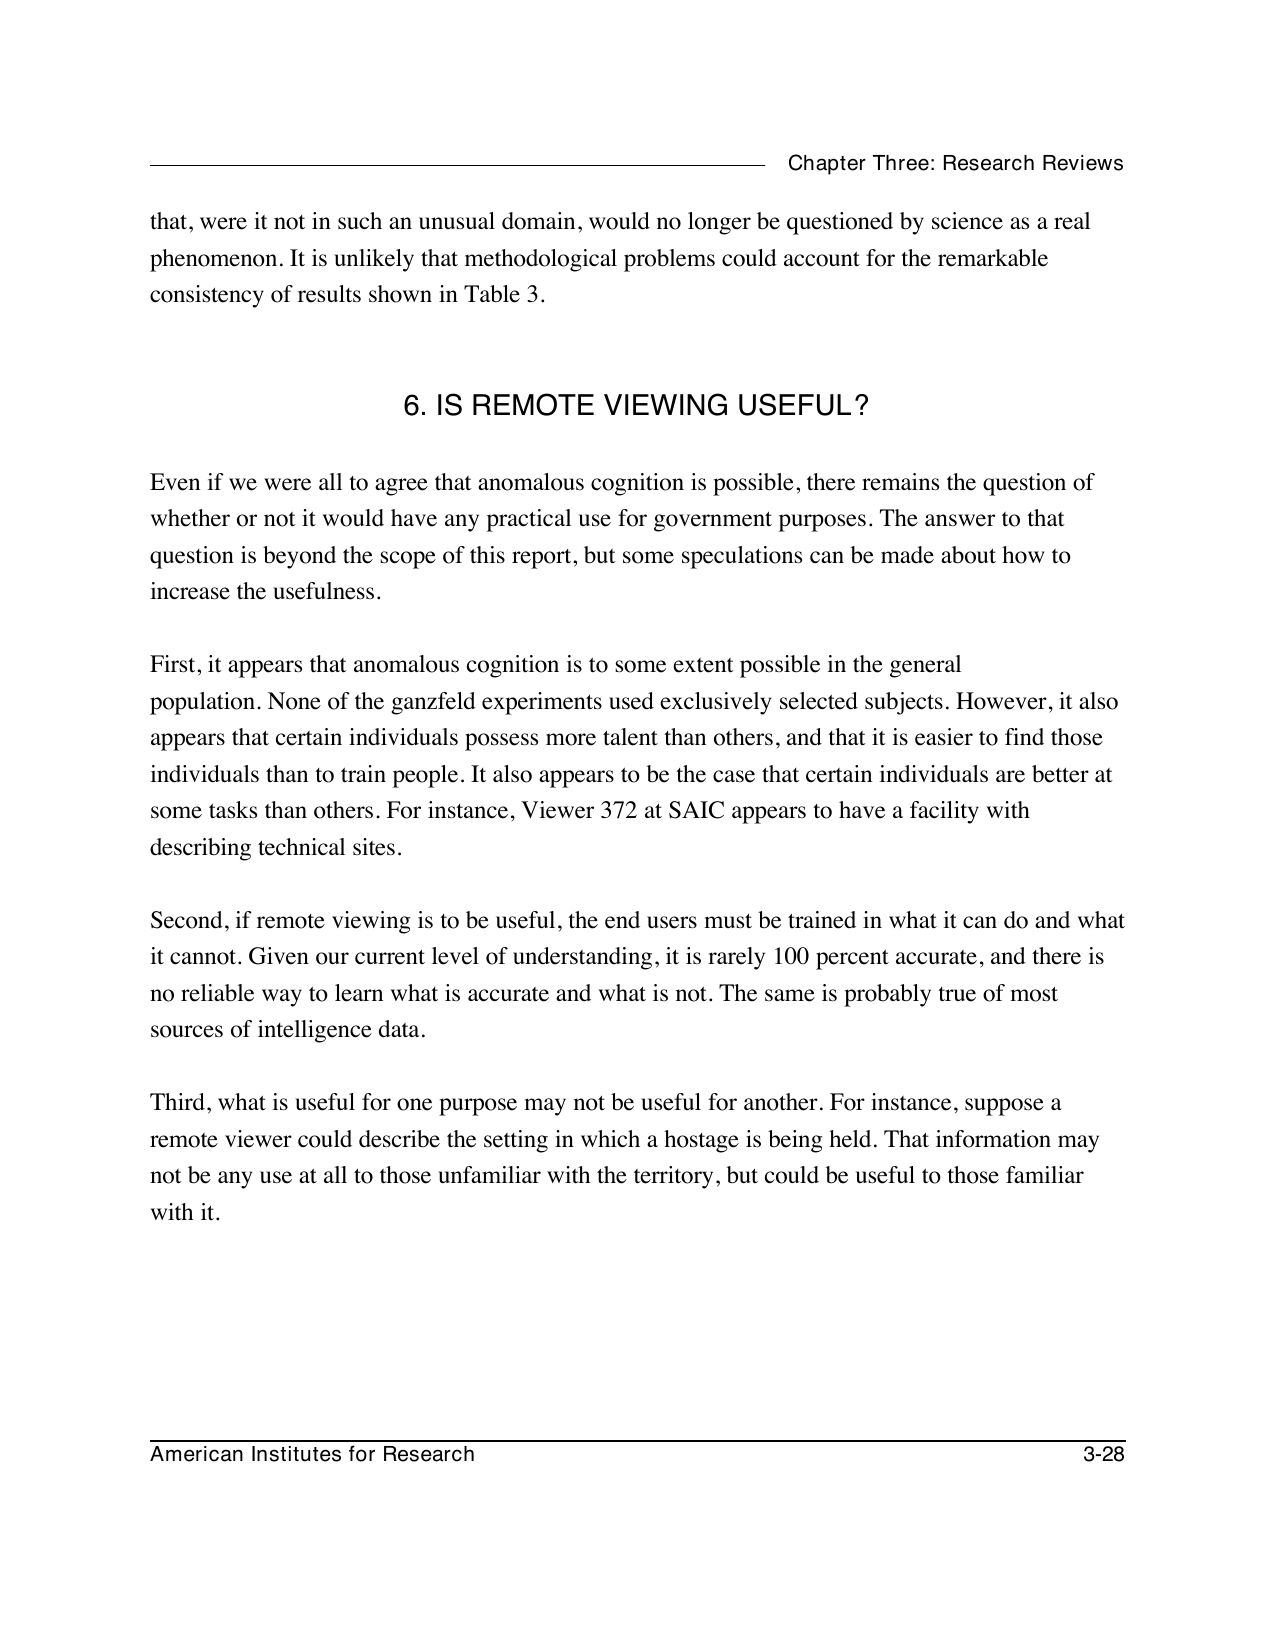 Chapter Three: Research Reviews
that, were it not in such an unusual domain, would no longer be questioned by science as a real
phenomenon. It is unlikely that methodological problems could account for the remarkable
consistency of results shown in Table 3.
6. IS REMOTE VIEWING USEFUL?
Even if we were all to agree that anomalous cognition is possible, there remains the question of
whether or not it would have any practical use for government purposes. The answer to that
question is beyond the scope of this report, but some speculations can be made about how to
increase the usefulness.
First, it appears that anomalous cognition is to some extent possible in the general
population. None of the ganzfeld experiments used exclusively selected subjects. However, it also
appears that certain individuals possess more talent than others, and that it is easier to find those
individuals than to train people. It also appears to be the case that certain individuals are better at
some tasks than others. For instance, Viewer 372 at SAIC appears to have a facility with
describing technical sites.
Second, if remote viewing is to be useful, the end users must be trained in what it can do and what
it cannot. Given our current level of understanding, it is rarely 100 percent accurate, and there is
no reliable way to learn what is accurate and what is not. The same is probably true of most
sources of intelligence data.
Third, what is useful for one purpose may not be useful for another. For instance, suppose a
remote viewer could describe the setting in which a hostage is being held. That information may
not be any use at all to those unfamiliar with the territory, but could be useful to those familiar
with it.
American Institutes for Research
3-28